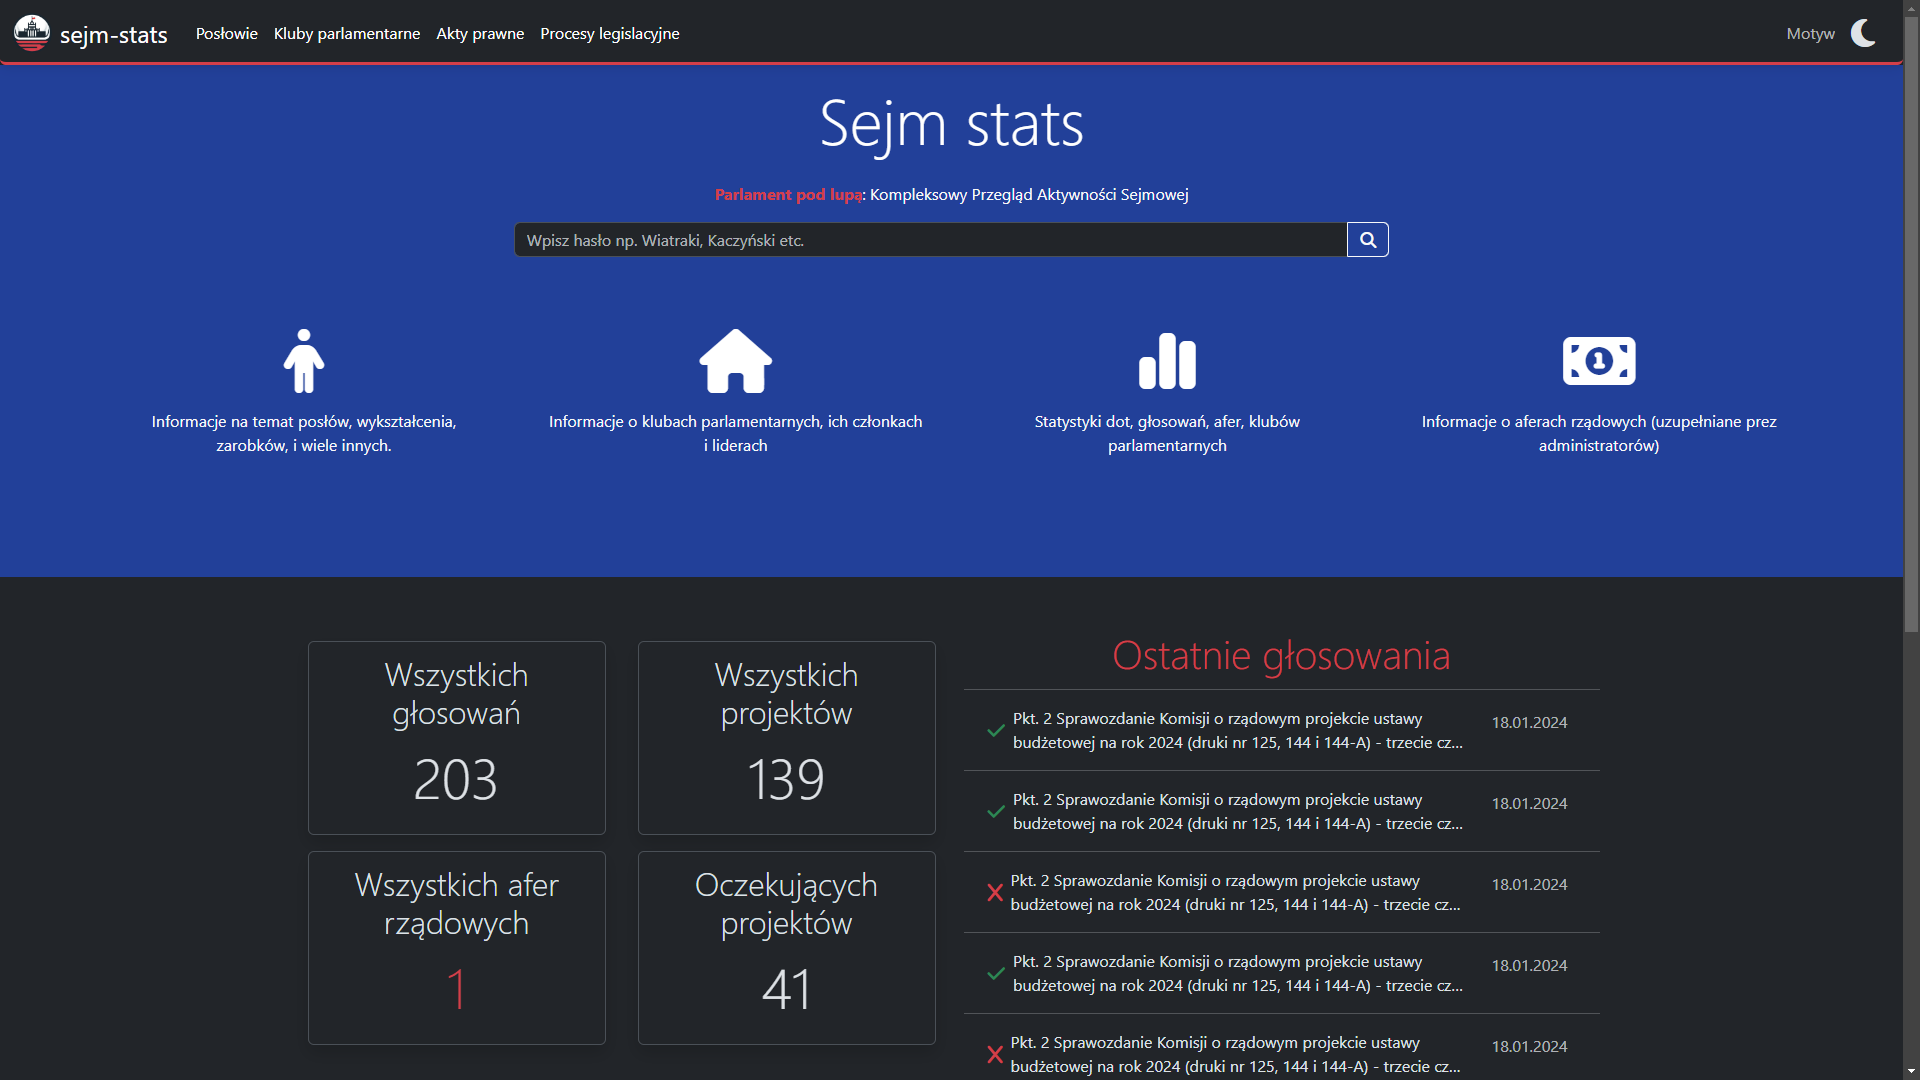 sejm-stats
Posłowie
Kluby parlamentarne
Akty prawne
Procesy legislacyjne
Motyw
Sejm stats
Parlament pod lupą: Kompleksowy Przegląd Aktywności Sejmowej
Wpisz hasło np. Wiatraki, Kaczyński etc.
Informacje na temat posłów, wykształcenia,
zarobków, i wiele innych.
Informacje o klubach parlamentarnych, ich członkach
i liderach
Statystyki dot, głosowań, afer, klubów
parlamentarnych
1
Informacje o aferach rządowych (uzupełniane prez
administratorów)
Wszystkich
głosowań
203
Wszystkich
projektów
139
Wszystkich afer
rządowych
1
Oczekujących
projektów
41
Ostatnie głosowania
Pkt. 2 Sprawozdanie Komisji o rządowym projekcie ustawy
budżetowej na rok 2024 (druki nr 125, 144 i 144-A) - trzecie cz...
18.01.2024
Pkt. 2 Sprawozdanie Komisji o rządowym projekcie ustawy
budżetowej na rok 2024 (druki nr 125, 144 i 144-A) - trzecie cz...
18.01.2024
Pkt. 2 Sprawozdanie Komisji o rządowym projekcie ustawy
budżetowej na rok 2024 (druki nr 125, 144 i 144-A) - trzecie cz...
18.01.2024
Pkt. 2 Sprawozdanie Komisji o rządowym projekcie ustawy
budżetowej na rok 2024 (druki nr 125, 144 i 144-A) - trzecie cz...
18.01.2024
Pkt. 2 Sprawozdanie Komisji o rządowym projekcie ustawy
budżetowej na rok 2024 (druki nr 125, 144 i 144-A) - trzecie cz...
18.01.2024